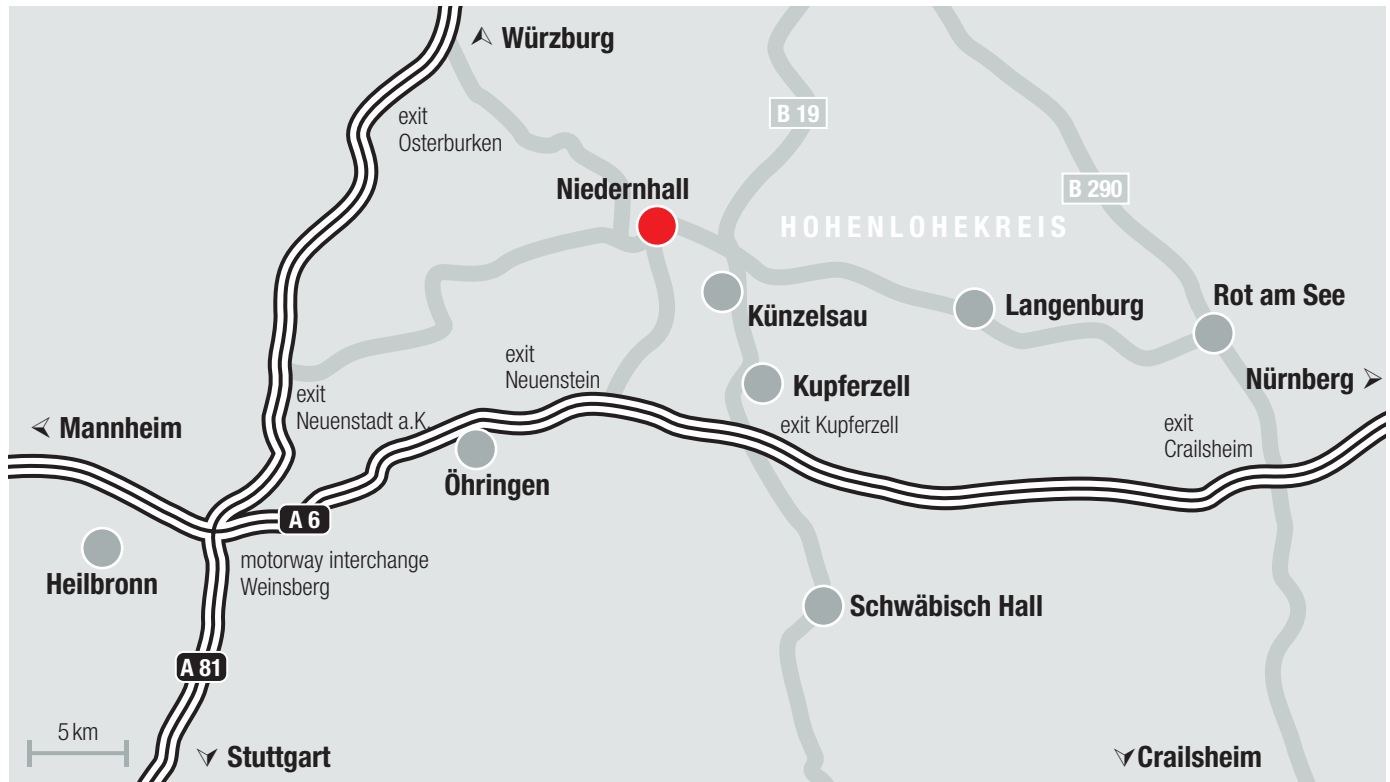 Würzburg
exit
Osterburken
B 19
Niedernhall
B 290
HOHENLOHEKREIS
Künzelsau
Langenburg
Rot am See
exit
Neuenstein
Kupferzell
Nürnberg
exit
Neuenstadt a.K.
Mannheim
exit Kupferzell
exit
Crailsheim
Öhringen
A 6
motorway interchange
Weinsberg
Heilbronn
Schwäbisch Hall
A 81
5 km
Stuttgart
Crailsheim